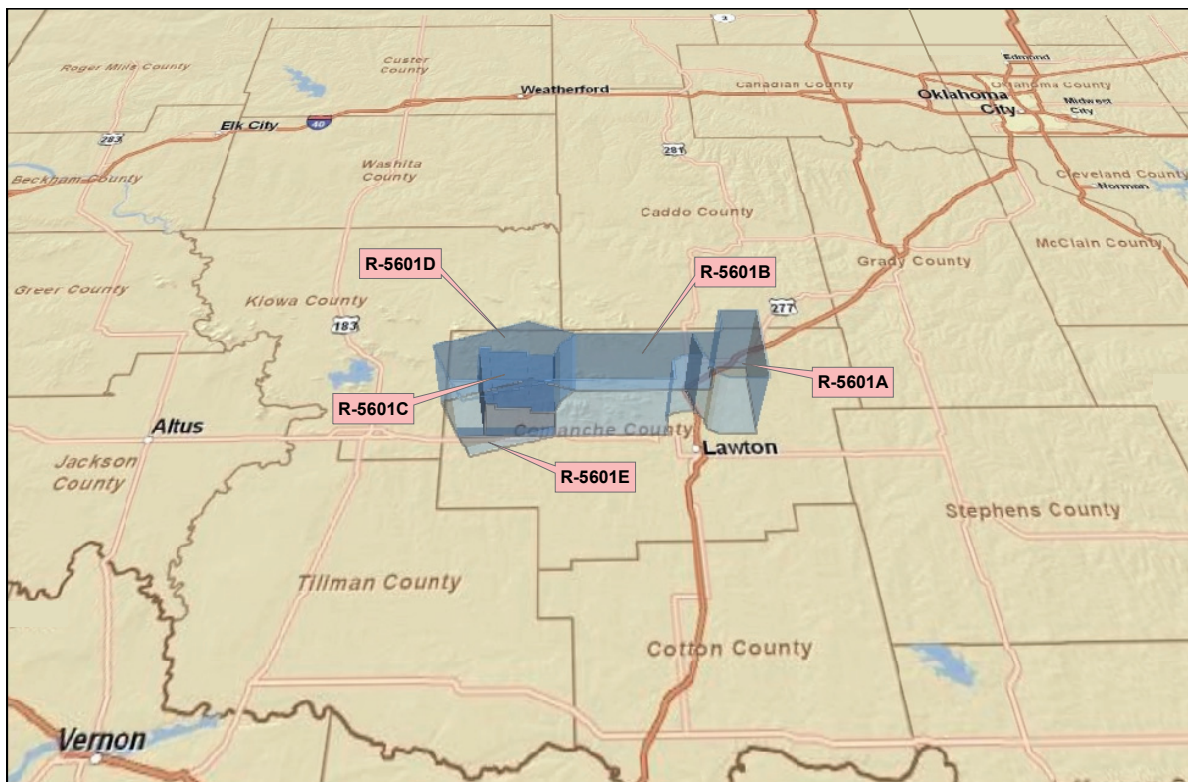 3
Custer
County
Roger Mills County
Edmond
Canadian County
Oklahoma County
Weatherford
Oklahoma
City
Midwest
City
Elk City
40
283
281
Washita
County
Beckham County
Cleveland County
Norman
Caddo County
McClain County
R-5601D
R-5601B
Grady County
Greer County
Kiowa County
277
183
R-5601A
R-5601C
Altus
Comanche County
Lawton
Jackson
County
R-5601E
Stephens County
Tillman County
Cotton County
Vernon